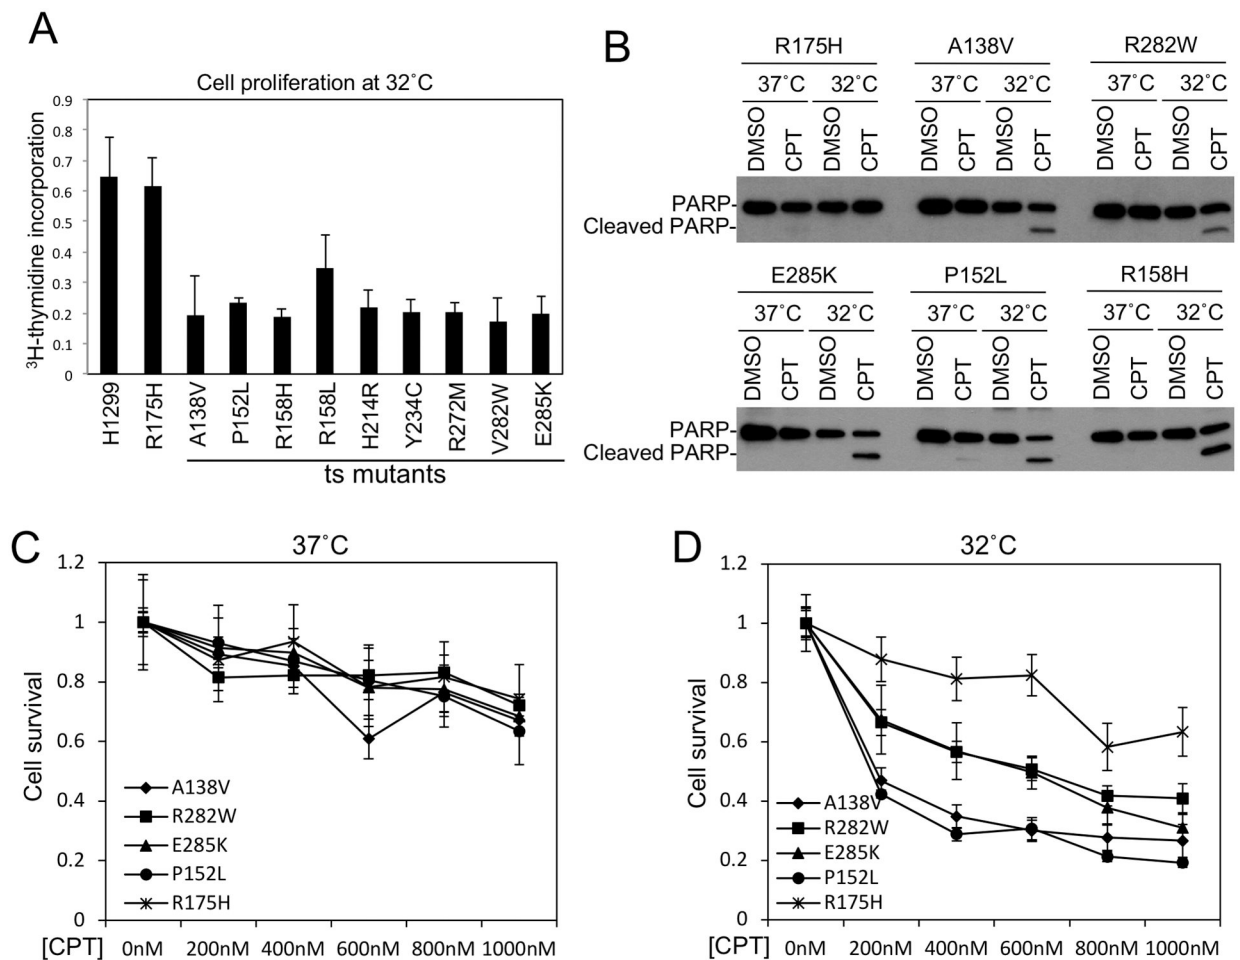 A
Cell proliferation at 32˚C
³H-thymidine incorporation
0.9
0.8
0.7
0.6
0.5
0.4
0.3
0.2
0.1
0
H1299
R175H
A138V
P152L
R158H
R158L
H214R
Y234C
R272M
V282W
E285K
ts mutants
B
R175H A138V R282W
37˚C 32˚C 37˚C 32˚C 37˚C 32˚C
DMSO CPT DMSO CPT DMSO CPT DMSO CPT DMSO CPT DMSO CPT
PARP-
Cleaved PARP-
E285K P152L R158H
37˚C 32˚C 37˚C 32˚C 37˚C 32˚C
DMSO CPT DMSO CPT DMSO CPT DMSO CPT DMSO CPT DMSO CPT
PARP-
Cleaved PARP-
C
37˚C
Cell survival
1.2
1
0.8
0.6
0.4
0.2
0
A138V
R282W
E285K
P152L
R175H
[CPT] 0nM 200nM 400nM 600nM 800nM 1000nM
D
32˚C
Cell survival
1.2
1
0.8
0.6
0.4
0.2
0
A138V
R282W
E285K
P152L
R175H
[CPT] 0nM 200nM 400nM 600nM 800nM 1000nM